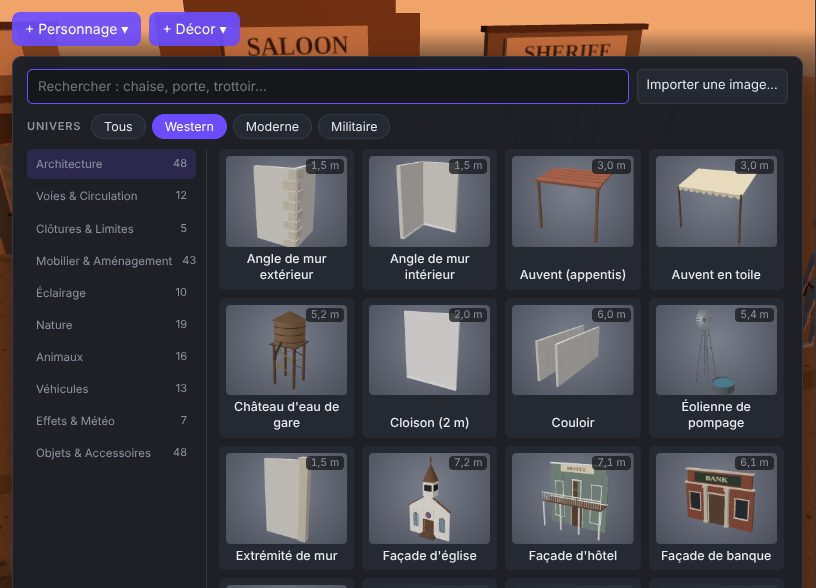 + Personnage ▾
+ Décor ▾
SALOON
SHERIFF
Rechercher : chaise, porte, trottoir...
Importer une image...
UNIVERS
Tous
Western
Moderne
Militaire
Architecture 48
Voies & Circulation 12
Clôtures & Limites 5
Mobilier & Aménagement 43
Éclairage 10
Nature 19
Animaux 16
Véhicules 13
Effets & Météo 7
Objets & Accessoires 48
1,5 m
Angle de mur
extérieur
1,5 m
Angle de mur
intérieur
3,0 m
Auvent (appentis)
3,0 m
Auvent en toile
5,2 m
Château d'eau de
gare
2,0 m
Cloison (2 m)
6,0 m
Couloir
5,4 m
Éolienne de
pompage
1,5 m
Extrémité de mur
7,2 m
Façade d'église
7,1 m
HOTEL
Façade d'hôtel
6,1 m
BANK
Façade de banque